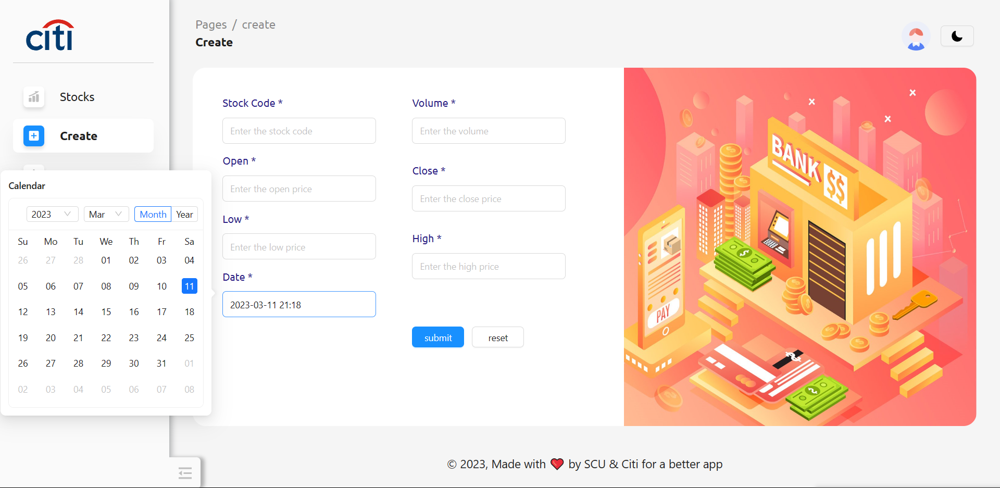 citi
Stocks
Create
Calendar
2023 Mar Month Year
Su Mo Tu We Th Fr Sa
26 27 28 01 02 03 04
05 06 07 08 09 10 11
12 13 14 15 16 17 18
19 20 21 22 23 24 25
26 27 28 29 30 31 01
02 03 04 05 06 07 08
Pages / create
Create
Stock Code *
Enter the stock code
Open *
Enter the open price
Low *
Enter the low price
Date *
2023-03-11 21:18
Volume *
Enter the volume
Close *
Enter the close price
High *
Enter the high price
submit reset
BANK $$
PAY
© 2023, Made with ❤️ by SCU & Citi for a better app